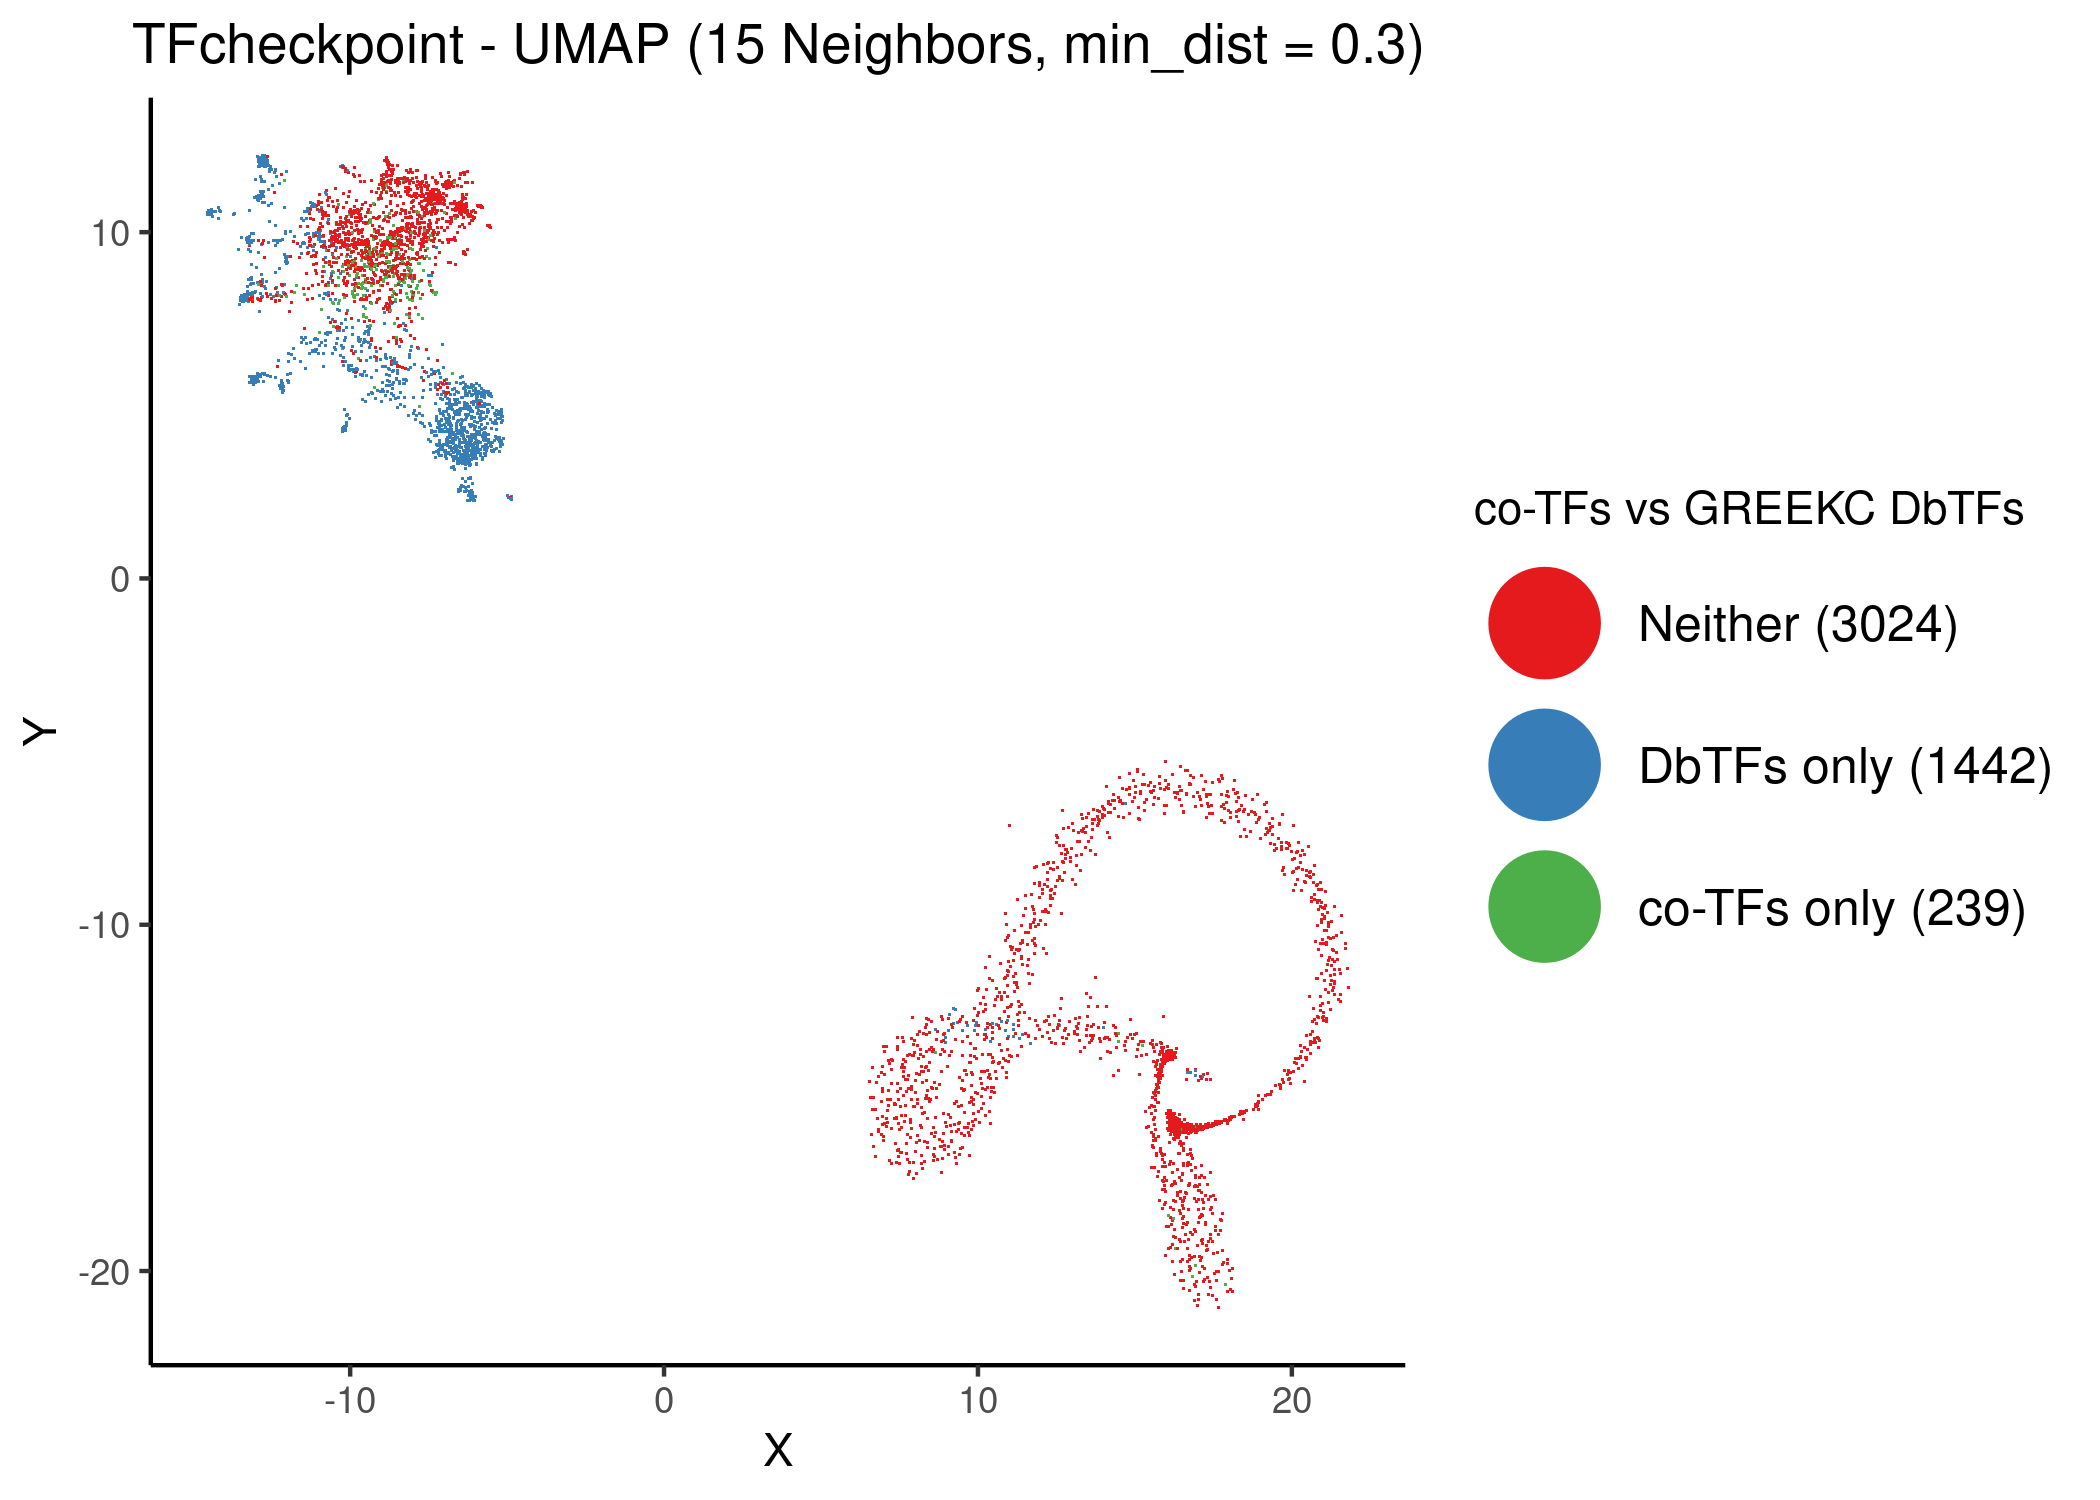 TFcheckpoint - UMAP (15 Neighbors, min_dist = 0.3)
10
0
-10
-20
Y
-10
0
10
20
X
co-TFs vs GREEKC DbTFs
Neither (3024)
DbTFs only (1442)
co-TFs only (239)